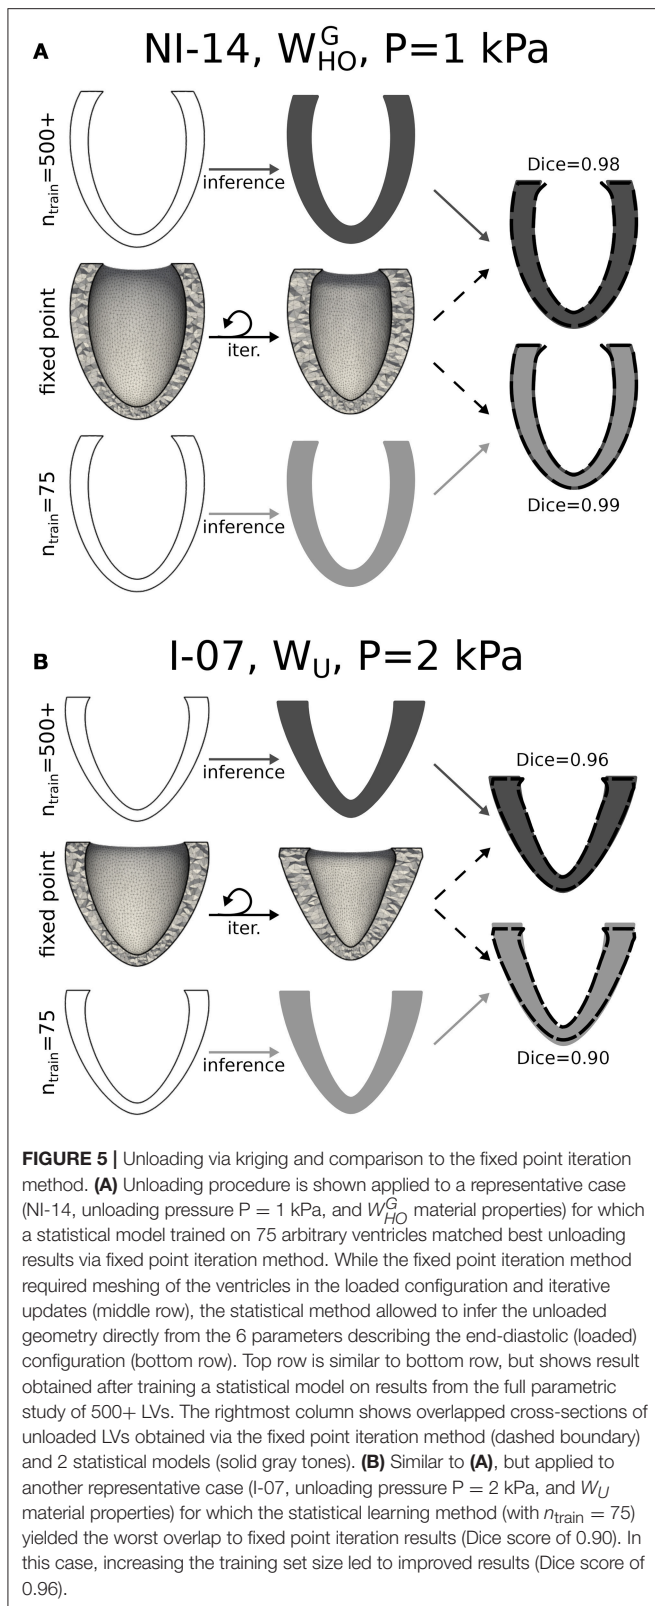 A
NI-14, W_HO^G, P=1 kPa
n_train=500+
inference
Dice=0.98
fixed point
iter.
n_train=75
inference
Dice=0.99
B
I-07, W_U, P=2 kPa
n_train=500+
inference
Dice=0.96
fixed point
iter.
n_train=75
inference
Dice=0.90
FIGURE 5 | Unloading via kriging and comparison to the fixed point iteration
method. (A) Unloading procedure is shown applied to a representative case
(NI-14, unloading pressure P = 1 kPa, and W_HO^G material properties) for which
a statistical model trained on 75 arbitrary ventricles matched best unloading
results via fixed point iteration method. While the fixed point iteration method
required meshing of the ventricles in the loaded configuration and iterative
updates (middle row), the statistical method allowed to infer the unloaded
geometry directly from the 6 parameters describing the end-diastolic (loaded)
configuration (bottom row). Top row is similar to bottom row, but shows result
obtained after training a statistical model on results from the full parametric
study of 500+ LVs. The rightmost column shows overlapped cross-sections of
unloaded LVs obtained via the fixed point iteration method (dashed boundary)
and 2 statistical models (solid gray tones). (B) Similar to (A), but applied to
another representative case (I-07, unloading pressure P = 2 kPa, and W_U
material properties) for which the statistical learning method (with n_train = 75)
yielded the worst overlap to fixed point iteration results (Dice score of 0.90). In
this case, increasing the training set size led to improved results (Dice score of
0.96).